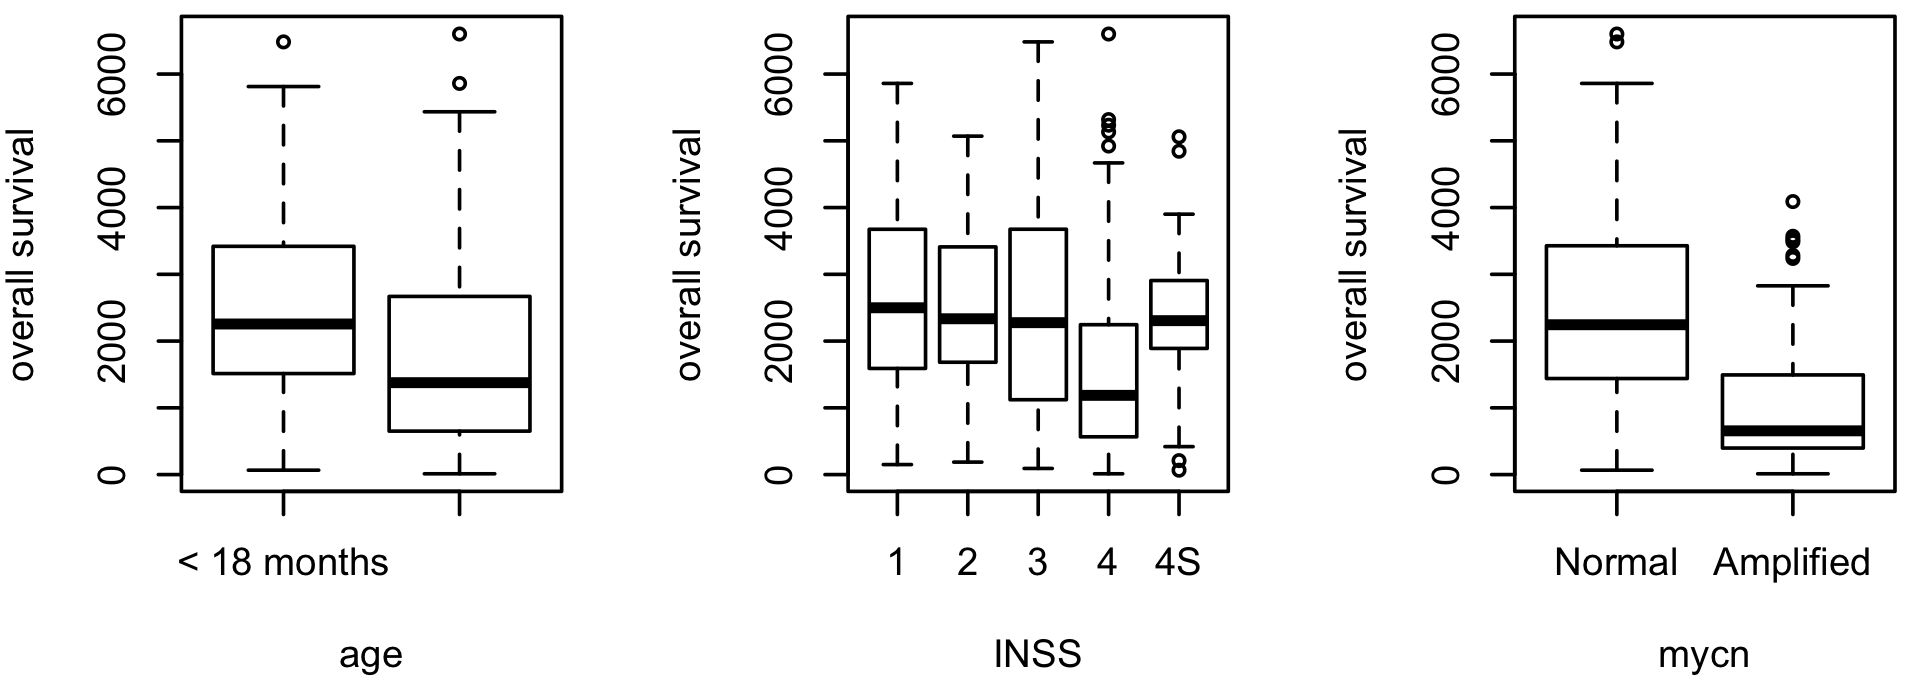 overall survival
6000
4000
2000
0
< 18 months
age
overall survival
6000
4000
2000
0
1 2 3 4 4S
INSS
overall survival
6000
4000
2000
0
Normal Amplified
mycn